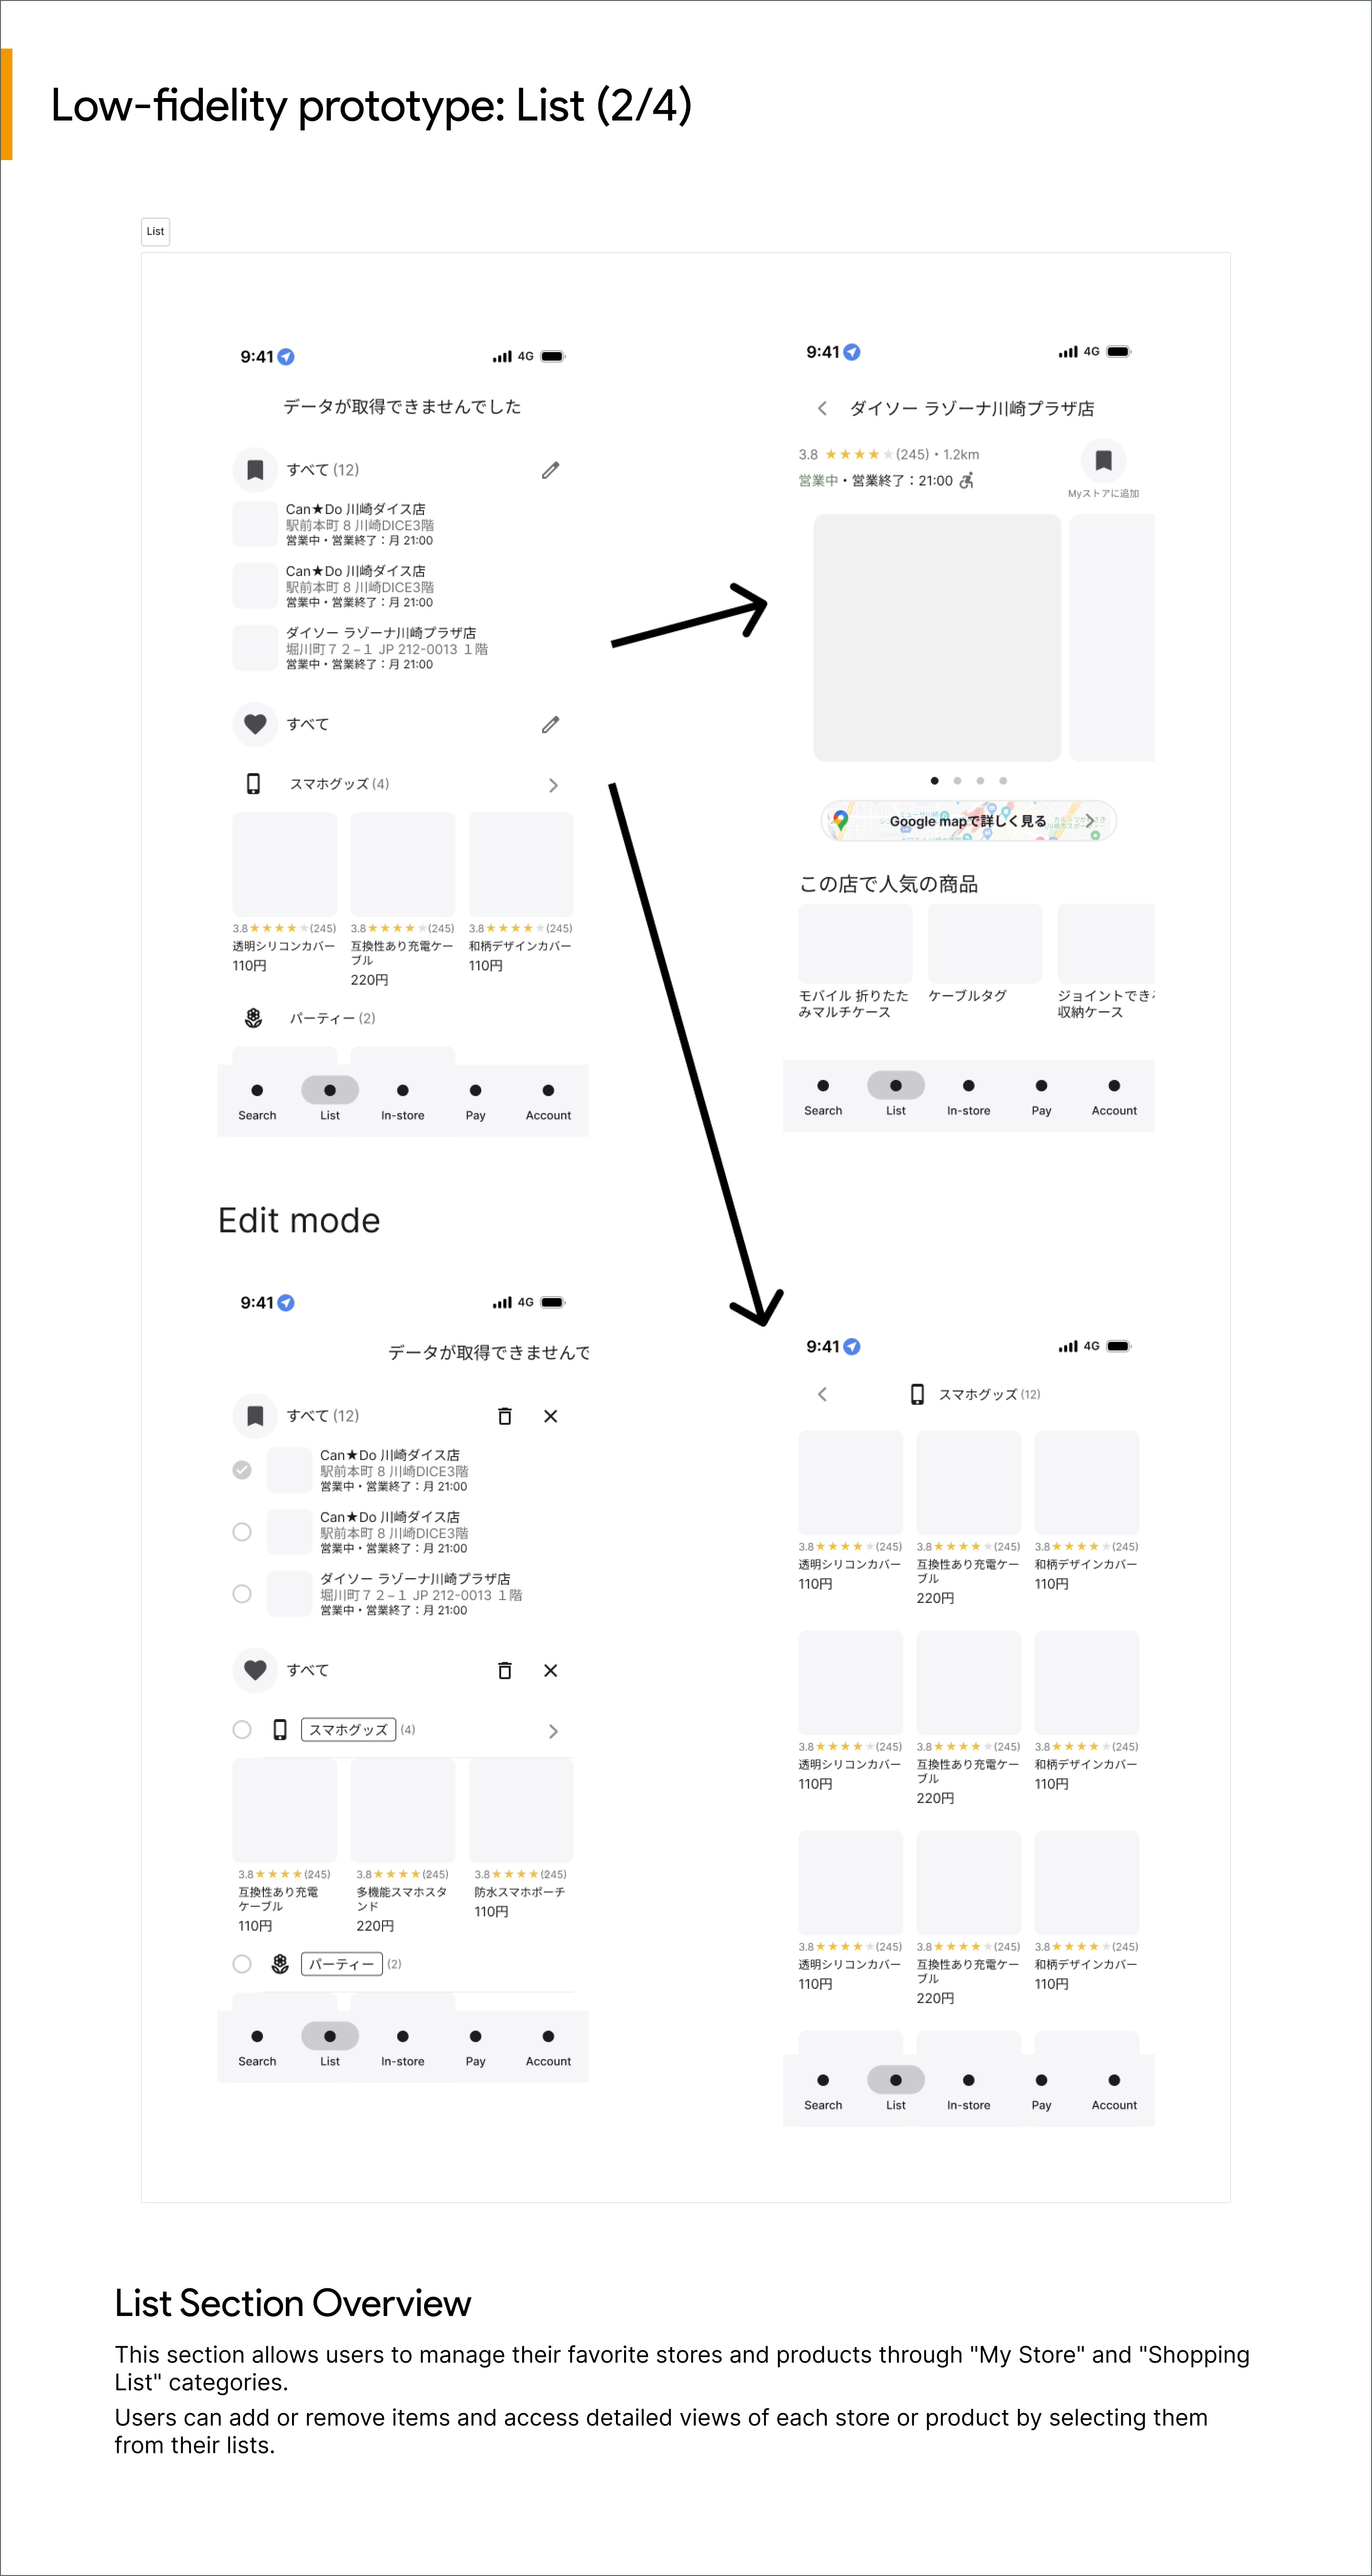 Low-fidelity prototype: List (2/4)
List
9:41 4G
データが取得できませんでした
すべて (12)
Can★Do 川崎ダイス店
駅前本町 8 川崎DICE3階
営業中・営業終了：月 21:00
Can★Do 川崎ダイス店
駅前本町 8 川崎DICE3階
営業中・営業終了：月 21:00
ダイソー ラゾーナ川崎プラザ店
堀川町７２−１ JP 212-0013 １階
営業中・営業終了：月 21:00
すべて
スマホグッズ (4)
3.8★★★★★(245) 3.8★★★★★(245) 3.8★★★★★(245)
透明シリコンカバー 互換性あり充電ケー 和柄デザインカバー
110円 ブル 110円
220円
パーティー (2)
Search List In-store Pay Account
9:41 4G
ダイソー ラゾーナ川崎プラザ店
3.8 ★★★★★(245)・1.2km
営業中・営業終了：21:00
Myストアに追加
Google mapで詳しく見る
この店で人気の商品
モバイル 折りたた ケーブルタグ ジョイントでき
みマルチケース 収納ケース
Search List In-store Pay Account
Edit mode
9:41 4G
データが取得できませんで
すべて (12)
Can★Do 川崎ダイス店
駅前本町 8 川崎DICE3階
営業中・営業終了：月 21:00
Can★Do 川崎ダイス店
駅前本町 8 川崎DICE3階
営業中・営業終了：月 21:00
ダイソー ラゾーナ川崎プラザ店
堀川町７２−１ JP 212-0013 １階
営業中・営業終了：月 21:00
すべて
スマホグッズ (4)
3.8★★★★(245) 3.8★★★★(245) 3.8★★★★(245)
互換性あり充電 多機能スマホスタ 防水スマホポーチ
ケーブル ンド 110円
110円 220円
パーティー (2)
Search List In-store Pay Account
9:41 4G
スマホグッズ (12)
3.8★★★★★(245) 3.8★★★★★(245) 3.8★★★★★(245)
透明シリコンカバー 互換性あり充電ケー 和柄デザインカバー
110円 ブル 110円
220円
3.8★★★★★(245) 3.8★★★★★(245) 3.8★★★★★(245)
透明シリコンカバー 互換性あり充電ケー 和柄デザインカバー
110円 ブル 110円
220円
3.8★★★★★(245) 3.8★★★★★(245) 3.8★★★★★(245)
透明シリコンカバー 互換性あり充電ケー 和柄デザインカバー
110円 ブル 110円
220円
Search List In-store Pay Account
List Section Overview
This section allows users to manage their favorite stores and products through "My Store" and "Shopping
List" categories.
Users can add or remove items and access detailed views of each store or product by selecting them
from their lists.